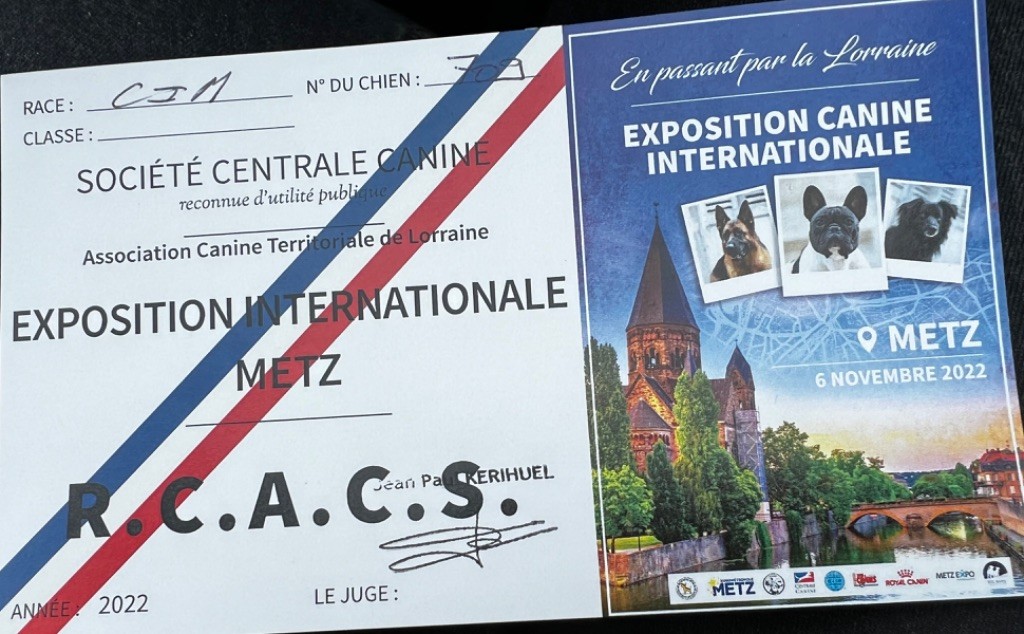 RACE : CIM N° DU CHIEN : 709
CLASSE :
SOCIÉTÉ CENTRALE CANINE
reconnue d'utilité publique
Association Canine Territoriale de Lorraine
EXPOSITION INTERNATIONALE
METZ
R.C.A.C.S.
Jean Paul KERIHUEL
ANNÉE : 2022 LE JUGE :
En passant par la Lorraine
EXPOSITION CANINE
INTERNATIONALE
METZ
6 NOVEMBRE 2022
METZ ROYAL CANIN METZ EXPO